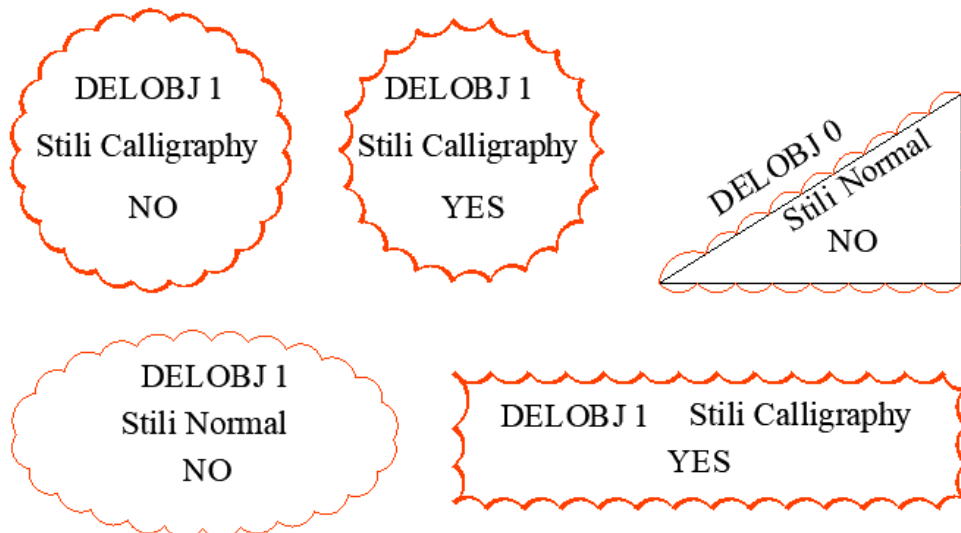 DELOBJ 1
Stili Calligraphy
NO
DELOBJ 1
Stili Calligraphy
YES
DELOBJ 0
Stili Normal
NO
DELOBJ 1
Stili Normal
NO
DELOBJ 1 Stili Calligraphy
YES